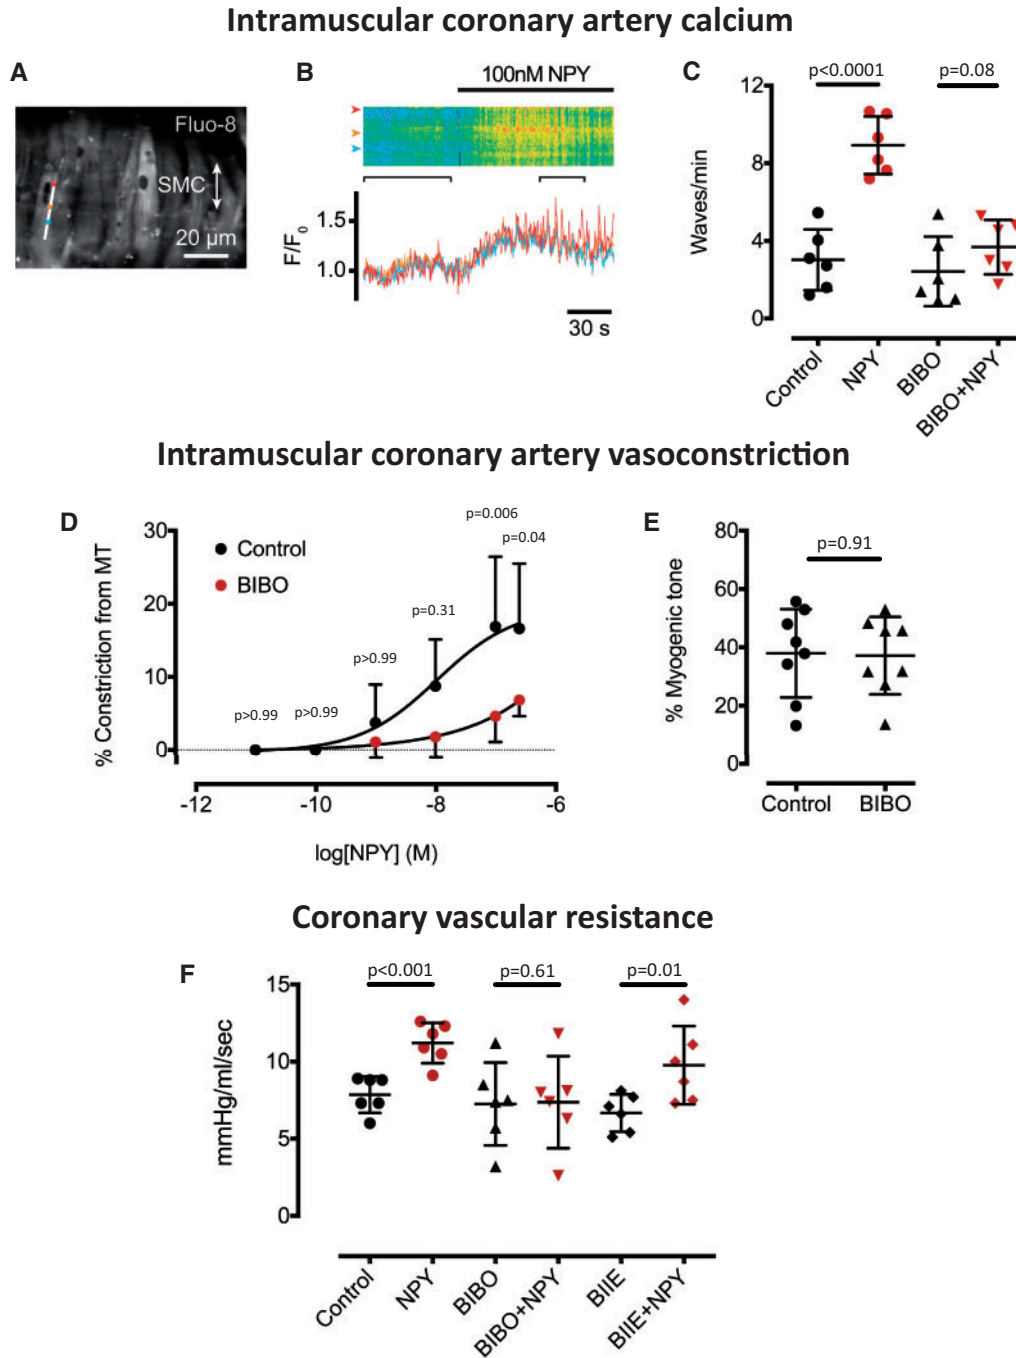 Intramuscular coronary artery calcium
A
Fluo-8
SMC
20 µm
B
100nM NPY
F/F0
1.5
1.0
30 s
C
p<0.0001
p=0.08
Waves/min
12
8
4
0
Control
NPY
BIBO
BIBO+NPY
Intramuscular coronary artery vasoconstriction
D
% Constriction from MT
30
20
10
0
Control
BIBO
p>0.99
p>0.99
p>0.99
p=0.31
p=0.006
p=0.04
-12
-10
-8
-6
log[NPY] (M)
E
% Myogenic tone
80
60
40
20
0
p=0.91
Control
BIBO
Coronary vascular resistance
F
p<0.001
p=0.61
p=0.01
mmHg/ml/sec
15
10
5
0
Control
NPY
BIBO
BIBO+NPY
BIIE
BIIE+NPY